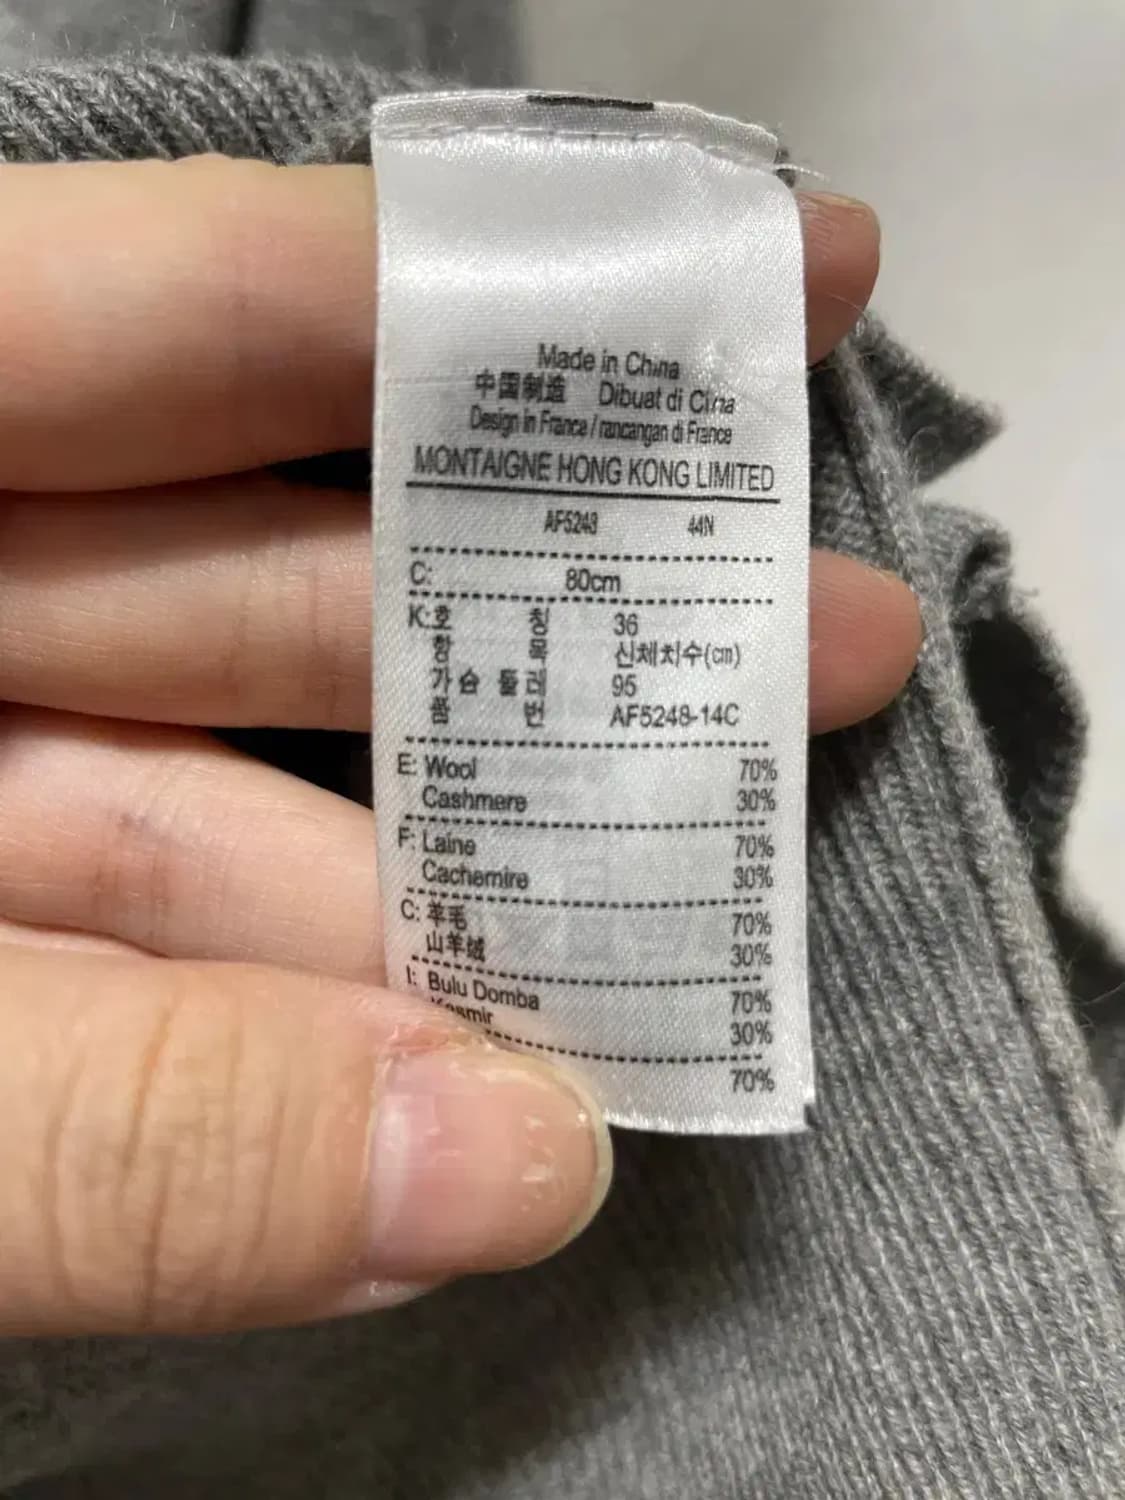 Made in China
中国制造 Dibuat di Cina
Design in France / rancangan di France
MONTAIGNE HONG KONG LIMITED
AF5248 44N
C: 80cm
K:호 칭 36
항 목 신체치수(cm)
가슴 둘레 95
품 번 AF5248-14C
E: Wool 70%
Cashmere 30%
F: Laine 70%
Cachemire 30%
C: 羊毛 70%
山羊绒 30%
I: Bulu Domba 70%
Kasmir 30%
70%